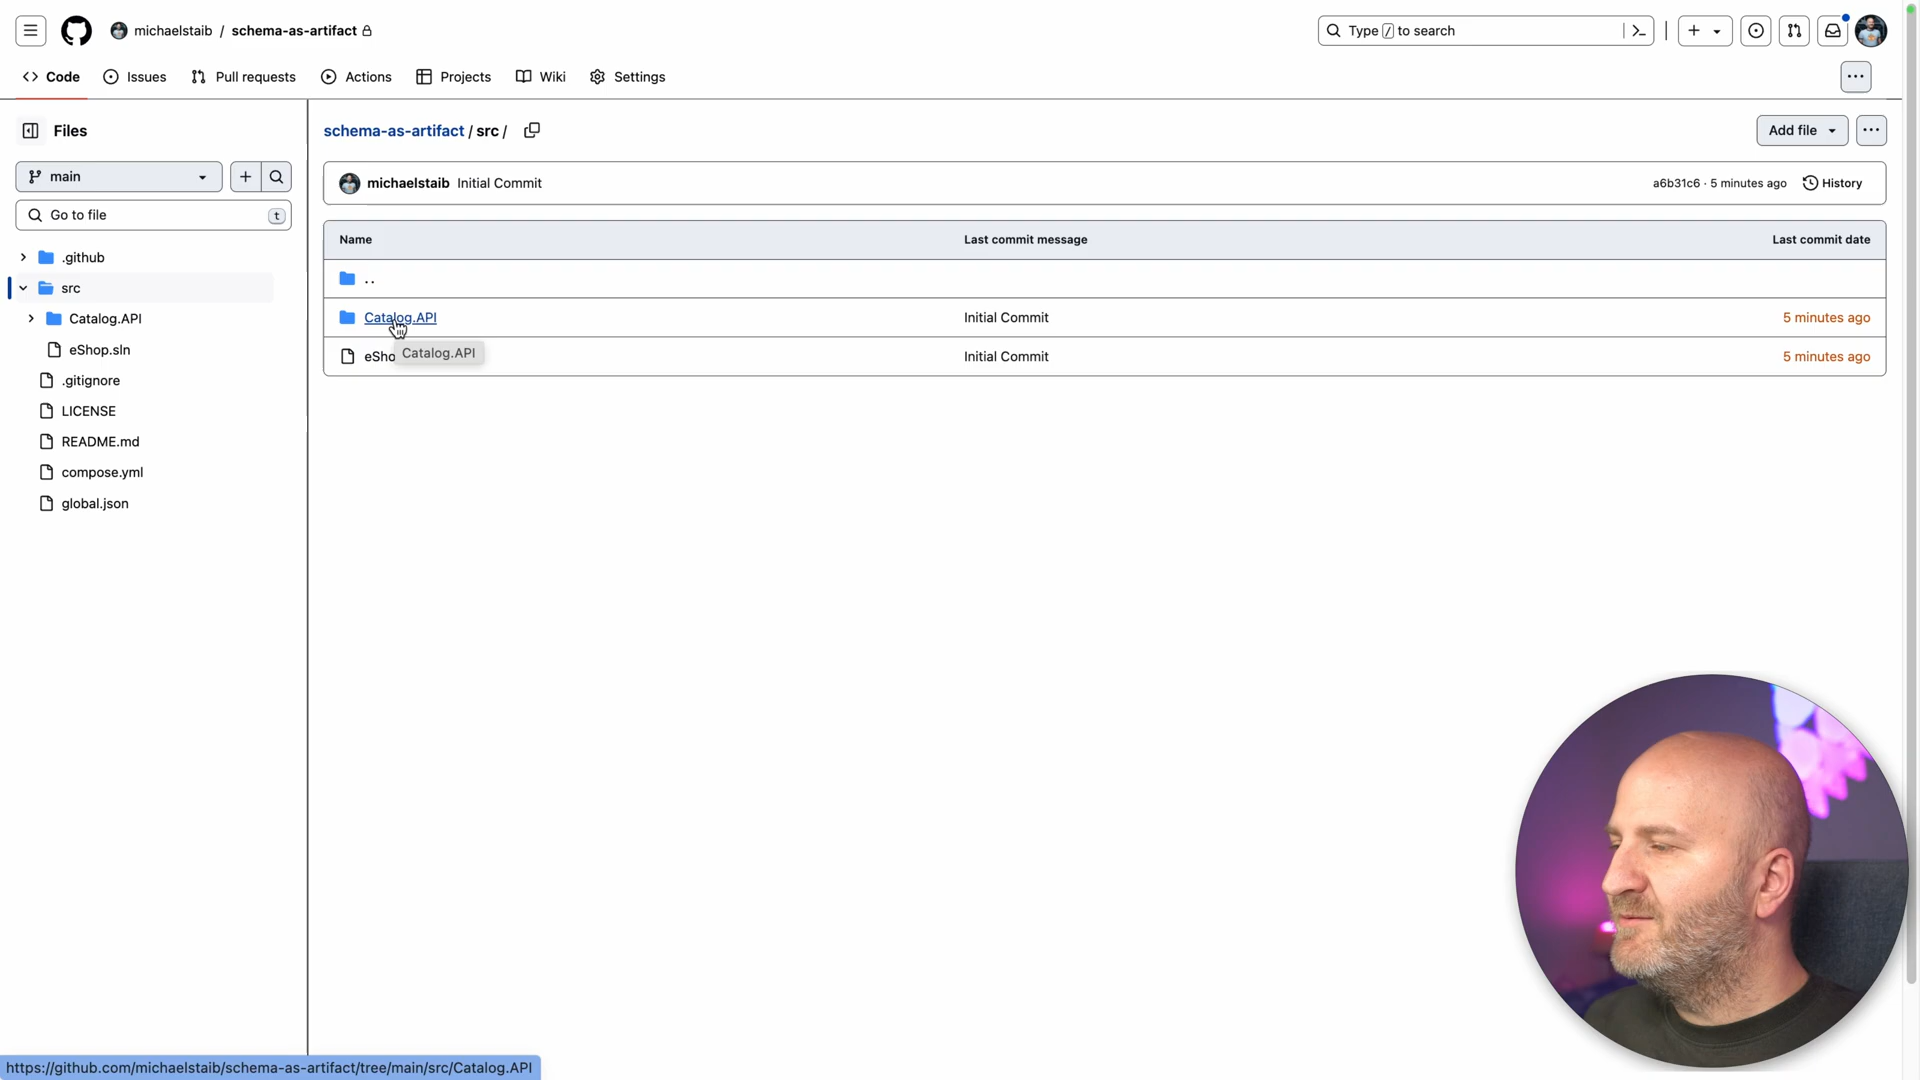 michaelstaib / schema-as-artifact
Type / to search
Code
Issues
Pull requests
Actions
Projects
Wiki
Settings
Files
main
Go to file
t
.github
src
Catalog.API
eShop.sln
.gitignore
LICENSE
README.md
compose.yml
global.json
schema-as-artifact / src /
Add file
michaelstaib Initial Commit
a6b31c6 · 5 minutes ago
History
Name Last commit message Last commit date
..
Catalog.API Initial Commit 5 minutes ago
eSho Initial Commit 5 minutes ago
Catalog.API
https://github.com/michaelstaib/schema-as-artifact/tree/main/src/Catalog.API